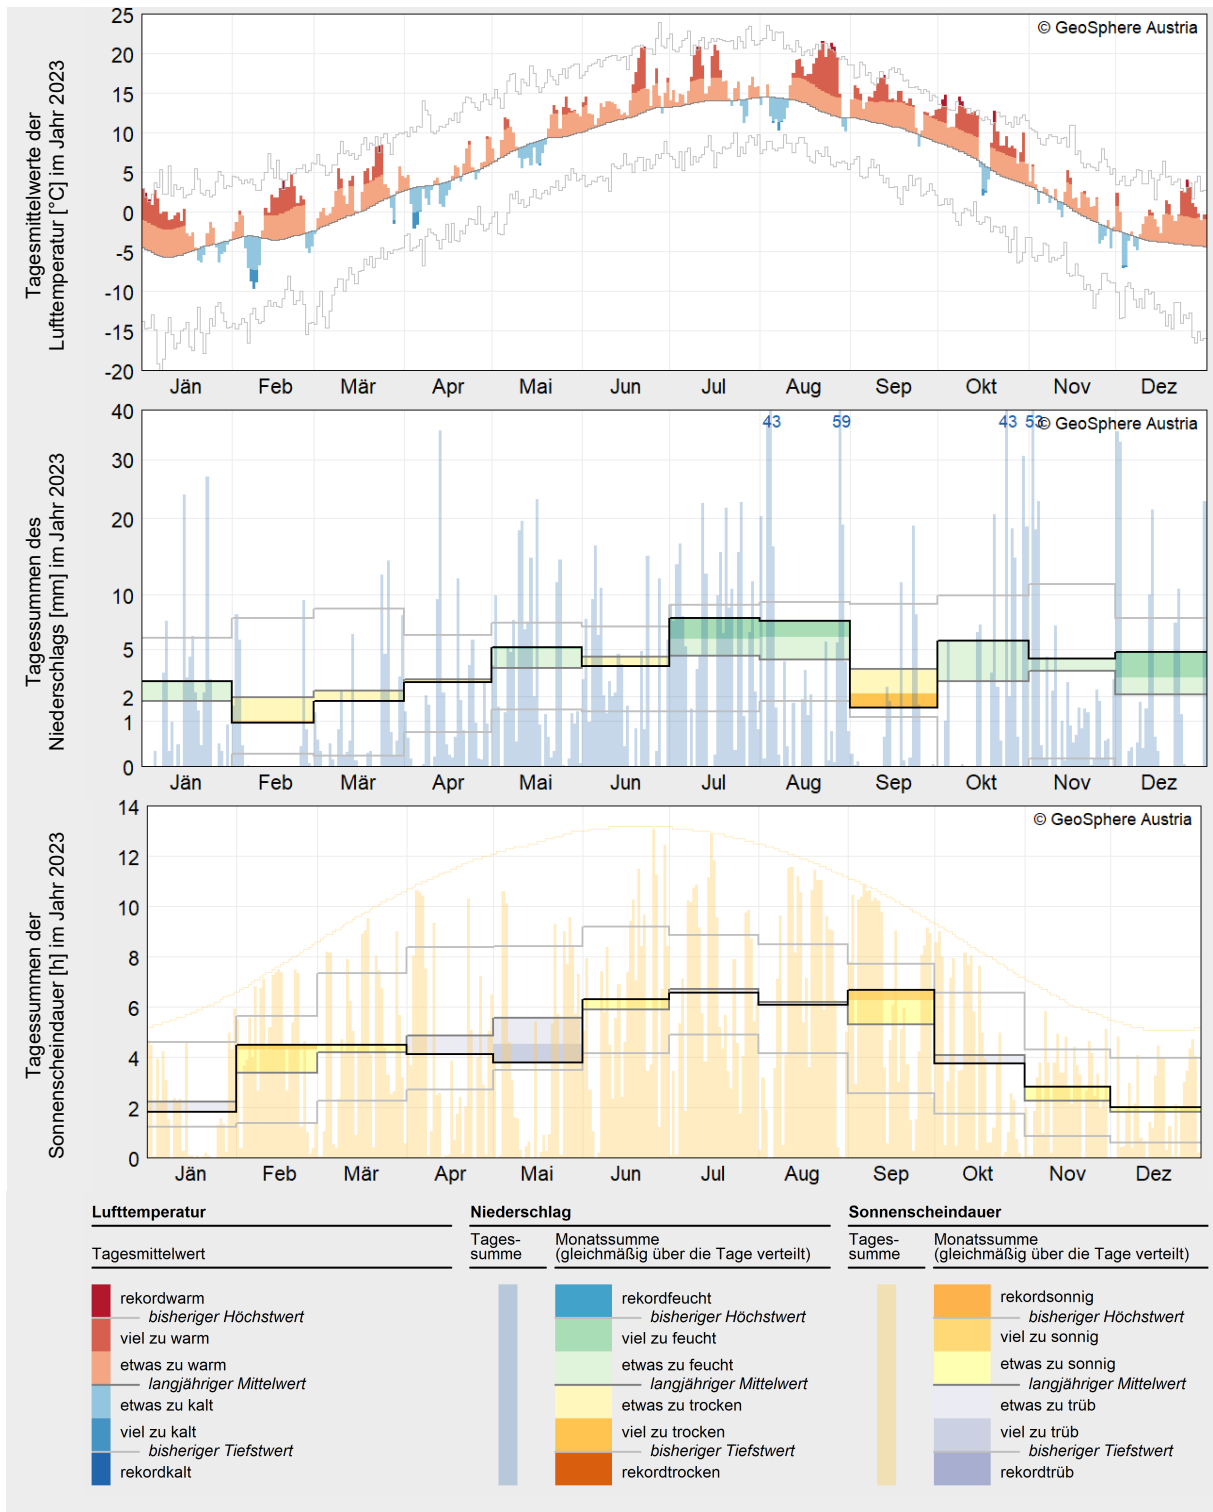 Tagesmittelwerte der
Lufttemperatur [°C] im Jahr 2023
25
20
15
10
5
0
-5
-10
-15
-20
© GeoSphere Austria
Jän Feb Mär Apr Mai Jun Jul Aug Sep Okt Nov Dez
Tagessummen des
Niederschlags [mm] im Jahr 2023
40
30
20
10
5
2
1
0
43 59 43 53
© GeoSphere Austria
Jän Feb Mär Apr Mai Jun Jul Aug Sep Okt Nov Dez
Tagessummen der
Sonnenscheindauer [h] im Jahr 2023
14
12
10
8
6
4
2
0
© GeoSphere Austria
Jän Feb Mär Apr Mai Jun Jul Aug Sep Okt Nov Dez
Lufttemperatur
Tagesmittelwert
rekordwarm
bisheriger Höchstwert
viel zu warm
etwas zu warm
langjähriger Mittelwert
etwas zu kalt
viel zu kalt
bisheriger Tiefstwert
rekordkalt
Niederschlag
Tages-
summe
Monatssumme
(gleichmäßig über die Tage verteilt)
rekordfeucht
bisheriger Höchstwert
viel zu feucht
etwas zu feucht
langjähriger Mittelwert
etwas zu trocken
viel zu trocken
bisheriger Tiefstwert
rekordtrocken
Sonnenscheindauer
Tages-
summe
Monatssumme
(gleichmäßig über die Tage verteilt)
rekordsonnig
bisheriger Höchstwert
viel zu sonnig
etwas zu sonnig
langjähriger Mittelwert
etwas zu trüb
viel zu trüb
bisheriger Tiefstwert
rekordtrüb